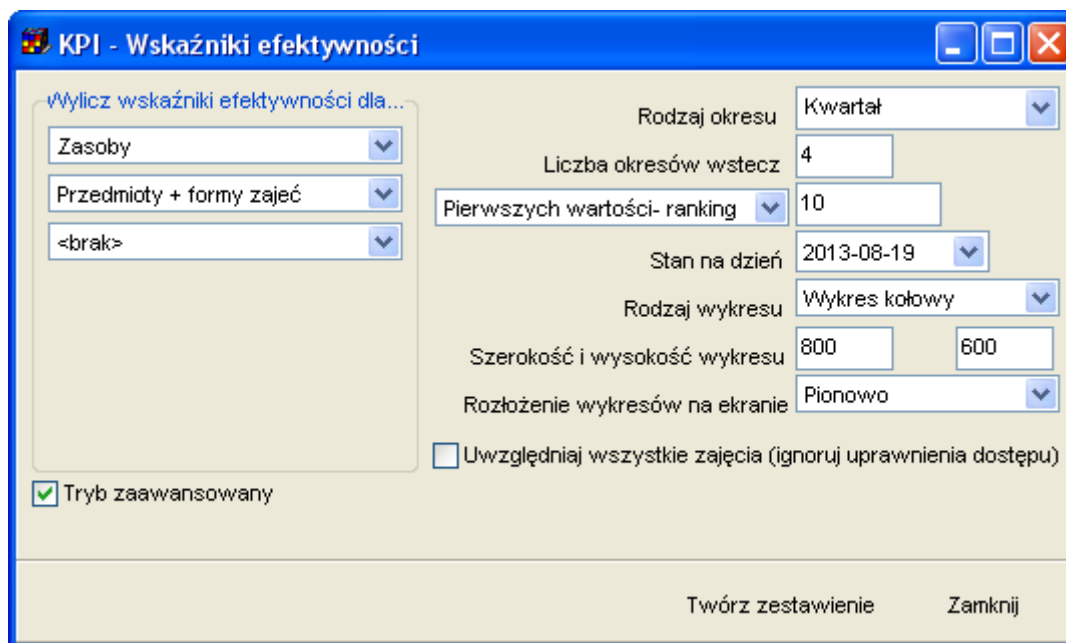 KPI - Wskaźniki efektywności
Wylicz wskaźniki efektywności dla...
Zasoby
Przedmioty + formy zajeć
<brak>
Tryb zaawansowany
Rodzaj okresu Kwartał
Liczba okresów wstecz 4
Pierwszych wartości- ranking 10
Stan na dzień 2013-08-19
Rodzaj wykresu Wykres kołowy
Szerokość i wysokość wykresu 800 600
Rozłożenie wykresów na ekranie Pionowo
Uwzględniaj wszystkie zajęcia (ignoruj uprawnienia dostępu)
Twórz zestawienie Zamknij